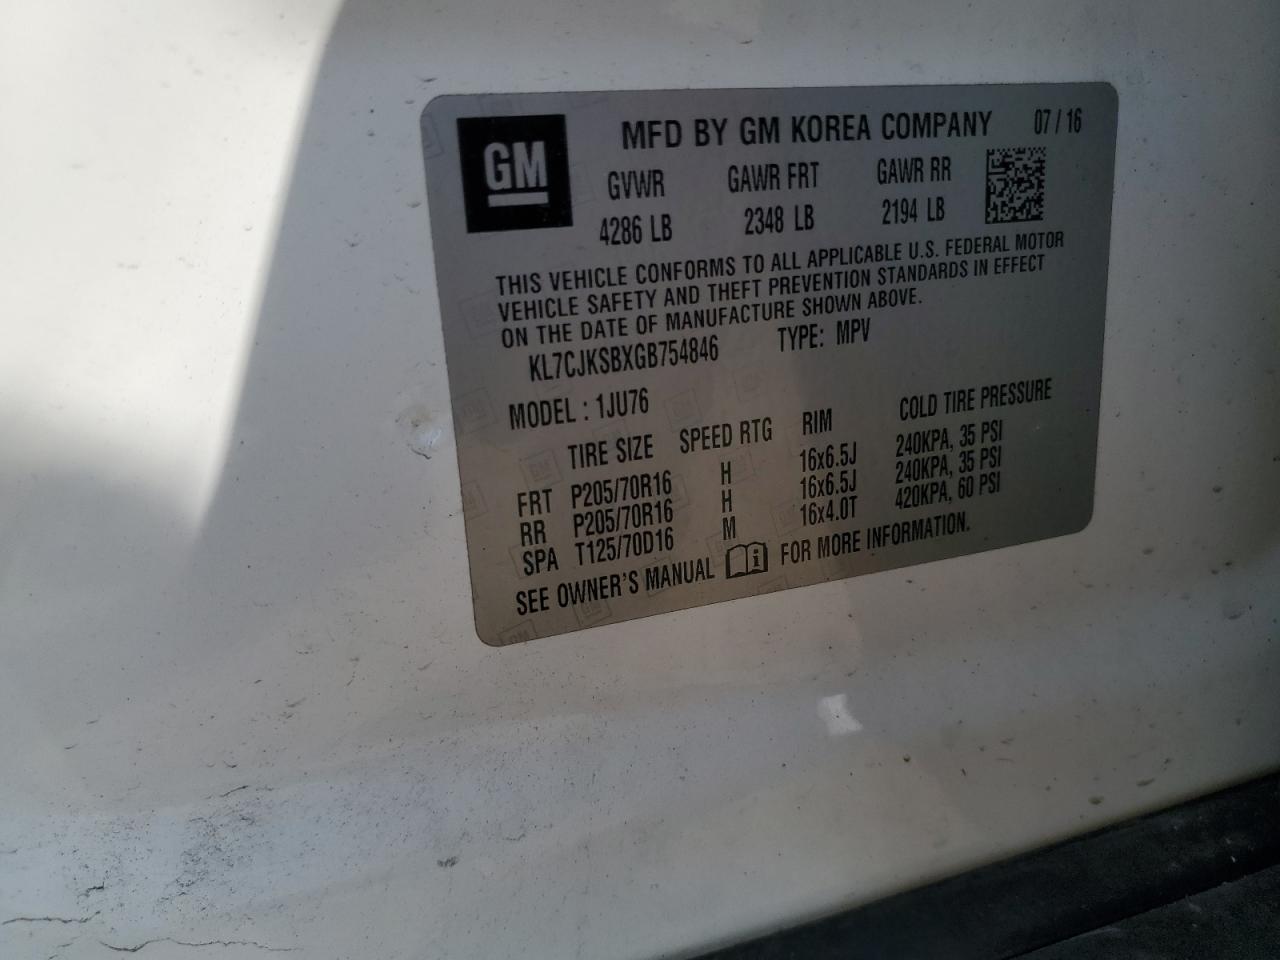 GM
MFD BY GM KOREA COMPANY 07/16
GVWR GAWR FRT GAWR RR
4286 LB 2348 LB 2194 LB
THIS VEHICLE CONFORMS TO ALL APPLICABLE U.S. FEDERAL MOTOR
VEHICLE SAFETY AND THEFT PREVENTION STANDARDS IN EFFECT
ON THE DATE OF MANUFACTURE SHOWN ABOVE.
KL7CJKSBXGB754846 TYPE: MPV
MODEL : 1JU76
TIRE SIZE SPEED RTG RIM COLD TIRE PRESSURE
FRT P205/70R16 H 16x6.5J 240KPA, 35 PSI
RR P205/70R16 H 16x6.5J 240KPA, 35 PSI
SPA T125/70D16 M 16x4.0T 420KPA, 60 PSI
SEE OWNER'S MANUAL FOR MORE INFORMATION.